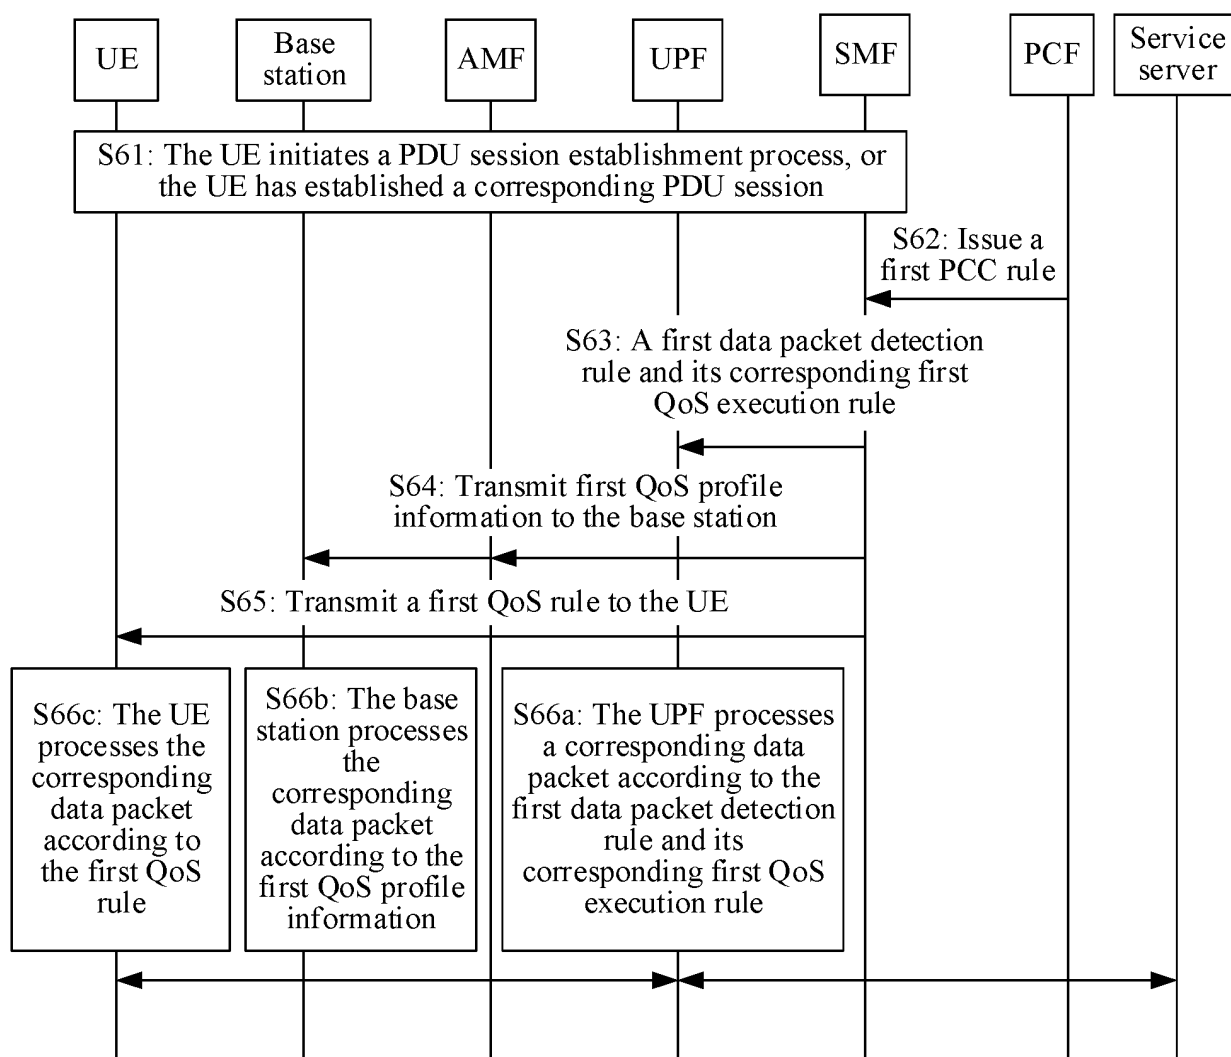 UE
Base
station
AMF
UPF
SMF
PCF
Service
server
S61: The UE initiates a PDU session establishment process, or
the UE has established a corresponding PDU session
S62: Issue a
first PCC rule
S63: A first data packet detection
rule and its corresponding first
QoS execution rule
S64: Transmit first QoS profile
information to the base station
S65: Transmit a first QoS rule to the UE
S66c: The UE
processes the
corresponding
data packet
according to
the first QoS
rule
S66b: The base
station processes
the
corresponding
data packet
according to the
first QoS profile
information
S66a: The UPF processes
a corresponding data
packet according to the
first data packet detection
rule and its
corresponding first QoS
execution rule